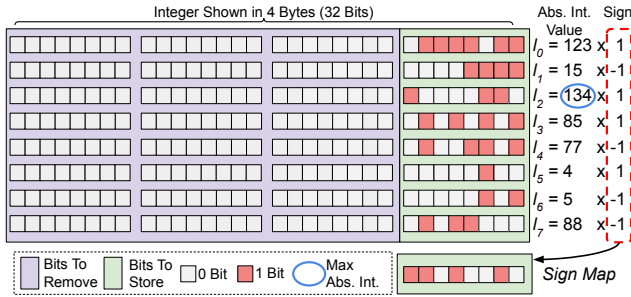 Integer Shown in 4 Bytes (32 Bits)
Abs. Int. Value
Sign
I0 = 123 x 1
I1 = 15 x -1
I2 = 134 x 1
I3 = 85 x 1
I4 = 77 x -1
I5 = 4 x 1
I6 = 5 x -1
I7 = 88 x -1
Bits To Remove
Bits To Store
0 Bit
1 Bit
Max Abs. Int.
Sign Map